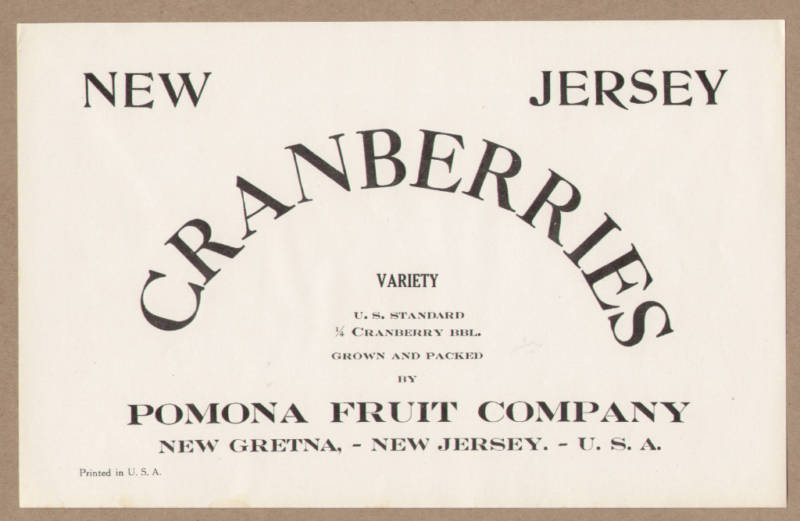 NEW JERSEY
CRANBERRIES
VARIETY
U. S. STANDARD
¼ CRANBERRY BBL.
GROWN AND PACKED
BY
POMONA FRUIT COMPANY
NEW GRETNA, - NEW JERSEY. - U. S. A.
Printed in U. S. A.